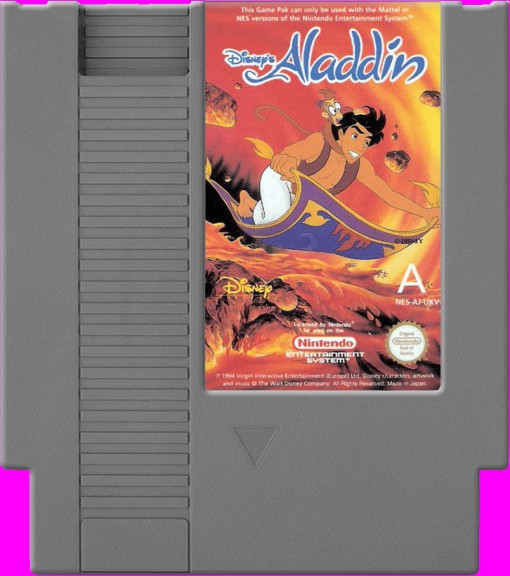 This Game Pak can only be used with the Mattel or
NES versions of the Nintendo Entertainment System™
Disney's
Aladdin
© DISNEY
Disney
A
NES-AJ-UKV
Licensed by Nintendo®
for play on the
Nintendo
ENTERTAINMENT
SYSTEM™
Original
Nintendo
Seal of
Quality
© 1994 Virgin Interactive Entertainment (Europe) Ltd. Disney characters, artwork
and music © The Walt Disney Company. All Rights Reserved. Made in Japan.